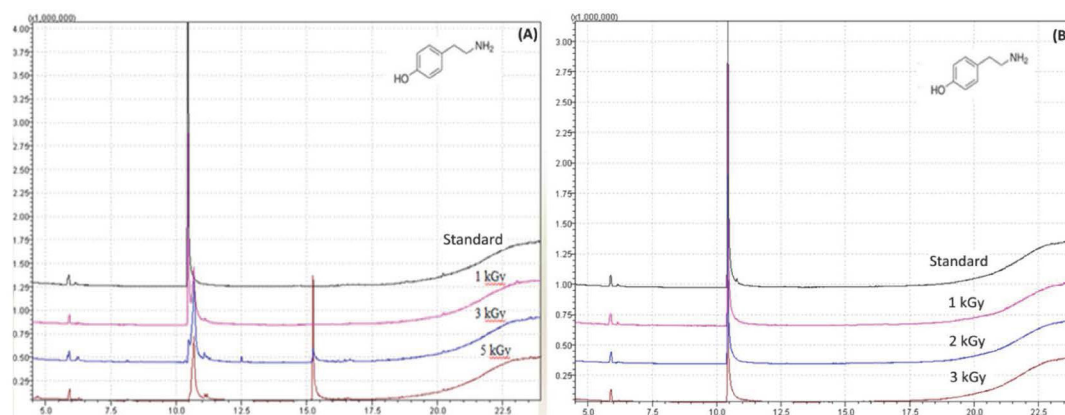 (x1,000,000)
(A)
4.00
3.75
3.50
3.25
3.00
2.75
2.50
2.25
2.00
1.75
1.50
1.25
1.00
0.75
0.50
0.25
HO
NH2
Standard
1 kGv
3 kGv
5 kGv
5.0 7.5 10.0 12.5 15.0 17.5 20.0 22.5
(x1,000,000)
(B
3.00
2.75
2.50
2.25
2.00
1.75
1.50
1.25
1.00
0.75
0.50
0.25
HO
NH2
Standard
1 kGy
2 kGy
3 kGy
5.0 7.5 10.0 12.5 15.0 17.5 20.0 22.5